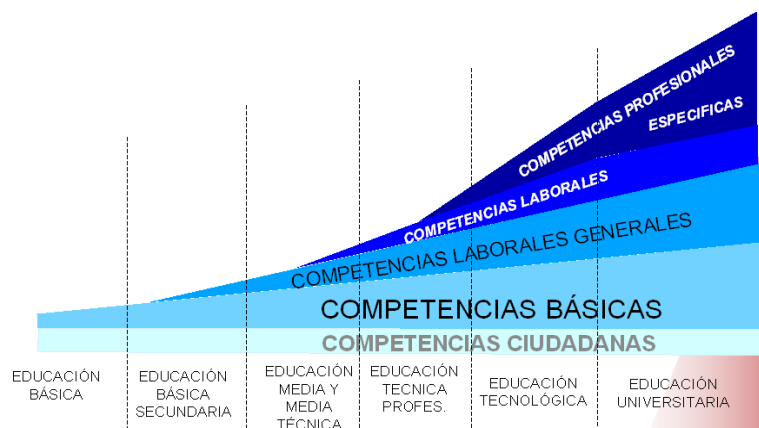 COMPETENCIAS PROFESIONALES
ESPECIFICAS
COMPETENCIAS LABORALES
COMPETENCIAS LABORALES GENERALES
COMPETENCIAS BÁSICAS
COMPETENCIAS CIUDADANAS
EDUCACIÓN
BÁSICA
EDUCACIÓN
BÁSICA
SECUNDARIA
EDUCACIÓN
MEDIA Y
MEDIA
TÉCNICA
EDUCACIÓN
TECNICA
PROFES.
EDUCACIÓN
TECNOLÓGICA
EDUCACIÓN
UNIVERSITARIA